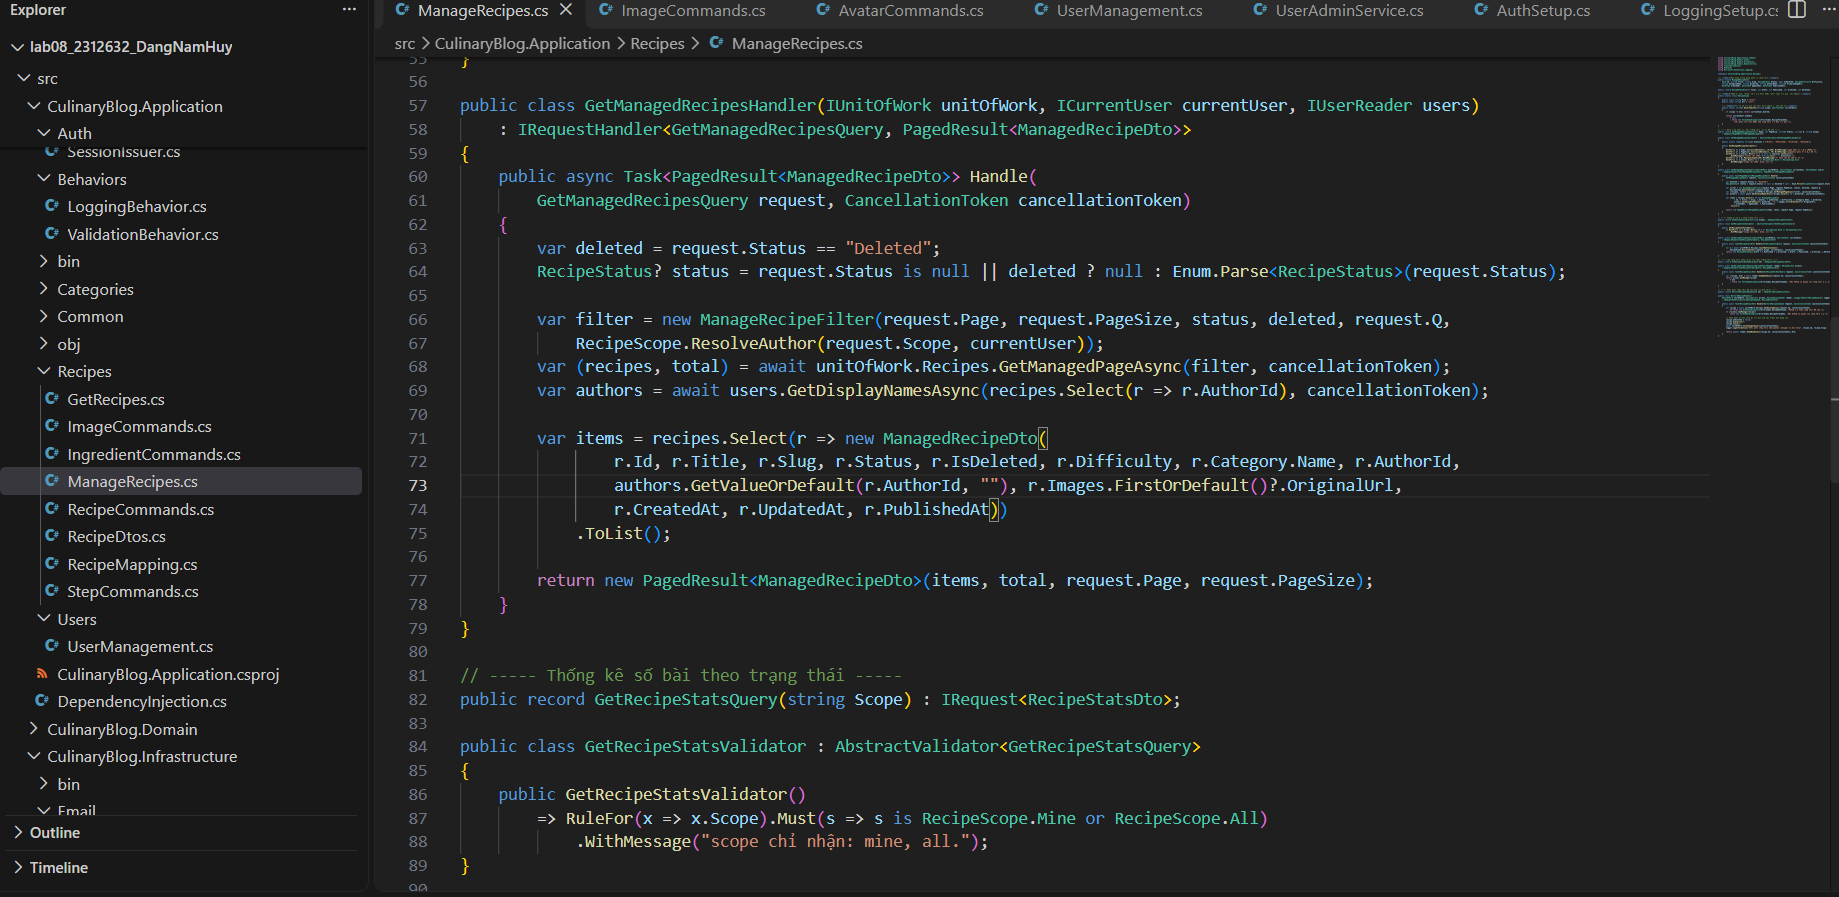 Explorer
lab08_2312632_DangNamHuy
src
CulinaryBlog.Application
Auth
SessionIssuer.cs
Behaviors
LoggingBehavior.cs
ValidationBehavior.cs
bin
Categories
Common
obj
Recipes
GetRecipes.cs
ImageCommands.cs
IngredientCommands.cs
ManageRecipes.cs
RecipeCommands.cs
RecipeDtos.cs
RecipeMapping.cs
StepCommands.cs
Users
UserManagement.cs
CulinaryBlog.Application.csproj
DependencyInjection.cs
CulinaryBlog.Domain
CulinaryBlog.Infrastructure
bin
Email
Outline
Timeline
ManageRecipes.cs ImageCommands.cs AvatarCommands.cs UserManagement.cs UserAdminService.cs AuthSetup.cs LoggingSetup.cs
src > CulinaryBlog.Application > Recipes > ManageRecipes.cs
55 }
56
57 public class GetManagedRecipesHandler(IUnitOfWork unitOfWork, ICurrentUser currentUser, IUserReader users)
58 : IRequestHandler<GetManagedRecipesQuery, PagedResult<ManagedRecipeDto>>
59 {
60 public async Task<PagedResult<ManagedRecipeDto>> Handle(
61 GetManagedRecipesQuery request, CancellationToken cancellationToken)
62 {
63 var deleted = request.Status == "Deleted";
64 RecipeStatus? status = request.Status is null || deleted ? null : Enum.Parse<RecipeStatus>(request.Status);
65
66 var filter = new ManageRecipeFilter(request.Page, request.PageSize, status, deleted, request.Q,
67 RecipeScope.ResolveAuthor(request.Scope, currentUser));
68 var (recipes, total) = await unitOfWork.Recipes.GetManagedPageAsync(filter, cancellationToken);
69 var authors = await users.GetDisplayNamesAsync(recipes.Select(r => r.AuthorId), cancellationToken);
70
71 var items = recipes.Select(r => new ManagedRecipeDto(
72 r.Id, r.Title, r.Slug, r.Status, r.IsDeleted, r.Difficulty, r.Category.Name, r.AuthorId,
73 authors.GetValueOrDefault(r.AuthorId, ""), r.Images.FirstOrDefault()?.OriginalUrl,
74 r.CreatedAt, r.UpdatedAt, r.PublishedAt))
75 .ToList();
76
77 return new PagedResult<ManagedRecipeDto>(items, total, request.Page, request.PageSize);
78 }
79 }
80
81 // ----- Thống kê số bài theo trạng thái -----
82 public record GetRecipeStatsQuery(string Scope) : IRequest<RecipeStatsDto>;
83
84 public class GetRecipeStatsValidator : AbstractValidator<GetRecipeStatsQuery>
85 {
86 public GetRecipeStatsValidator()
87 => RuleFor(x => x.Scope).Must(s => s is RecipeScope.Mine or RecipeScope.All)
88 .WithMessage("scope chỉ nhận: mine, all.");
89 }
90